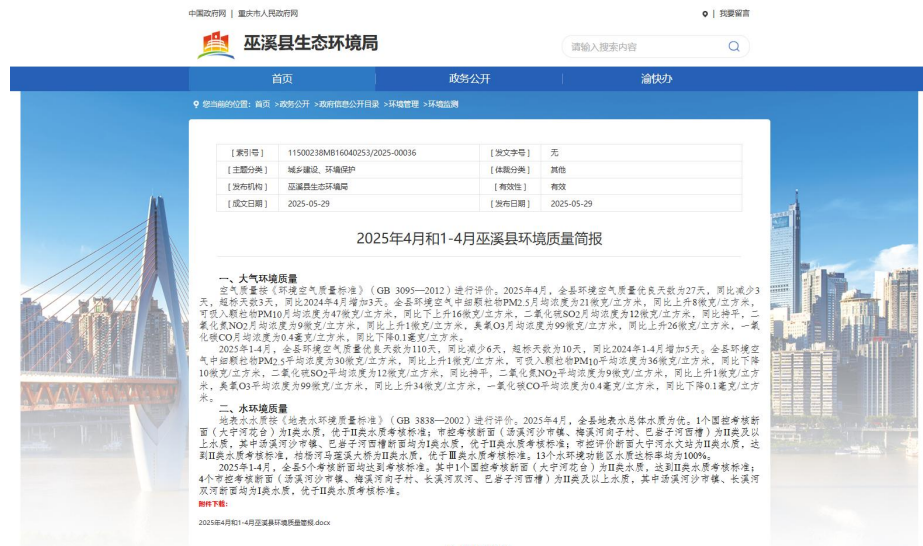 中国政府网 | 重庆市人民政府网
我要留言
巫溪县生态环境局
请输入搜索内容
首页 政务公开 渝快办
您当前的位置: 首页 >政务公开 >政府信息公开目录 >环境管理 >环境监测
[ 索引号 ] 11500238MB16040253/2025-00036 [ 发文字号 ] 无
[ 主题分类 ] 城乡建设、环境保护 [ 体裁分类 ] 其他
[ 发布机构 ] 巫溪县生态环境局 [ 有效性 ] 有效
[ 成文日期 ] 2025-05-29 [ 发布日期 ] 2025-05-29
2025年4月和1-4月巫溪县环境质量简报
一、大气环境质量
空气质量按《环境空气质量标准》（GB 3095—2012）进行评价。2025年4月，全县环境空气质量优良天数为27天，同比减少3
天，超标天数3天，同比2024年4月增加3天。全县环境空气中细颗粒物PM2.5月均浓度为21微克/立方米，同比上升8微克/立方米，
可吸入颗粒物PM10月均浓度为47微克/立方米，同比下上升16微克/立方米，二氧化硫SO2月均浓度为12微克/立方米，同比持平，二
氧化氮NO2月均浓度为9微克/立方米，同比上升1微克/立方米，臭氧O3月均浓度为99微克/立方米，同比上升26微克/立方米，一氧
化碳CO月均浓度为0.4毫克/立方米，同比下降0.1毫克/立方米。
2025年1-4月，全县环境空气质量优良天数为110天，同比减少6天，超标天数为10天，同比2024年1-4月增加5天。全县环境空
气中细颗粒物PM2.5平均浓度为30微克/立方米，同比上升1微克/立方米，可吸入颗粒物PM10平均浓度为36微克/立方米，同比下降
10微克/立方米，二氧化硫SO2平均浓度为12微克/立方米，同比持平，二氧化氮NO2平均浓度为9微克/立方米，同比上升1微克/立方
米，臭氧O3平均浓度为99微克/立方米，同比上升34微克/立方米，一氧化碳CO平均浓度为0.4毫克/立方米，同比下降0.1毫克/立方
米。
二、水环境质量
地表水水质按《地表水环境质量标准》（GB 3838—2002）进行评价。2025年4月，全县地表水总体水质为优。1个国控考核断
面（大宁河花台）为I类水质，优于II类水质考核标准；市控考核断面（汤溪河沙市镇、梅溪河向子村、巴岩子河西槽）为II类及以
上水质，其中汤溪河沙市镇、巴岩子河西槽断面均为I类水质，优于II类水质考核标准；市控评价断面大宁河水文站为II类水质，达
到II类水质考核标准，柏杨河马莲溪大桥为II类水质，优于Ⅲ类水质考核标准。13个水环境功能区水质达标率均为100%。
2025年1-4月，全县5个考核断面均达到考核标准。其中1个国控考核断面（大宁河花台）为II类水质，达到II类水质考核标准；
4个市控考核断面（汤溪河沙市镇、梅溪河向子村、长溪河双河、巴岩子河西槽）为II类及以上水质，其中汤溪河沙市镇、长溪河
双河断面均为I类水质，优于II类水质考核标准。
附件下载:
2025年4月和1-4月巫溪县环境质量简报.docx